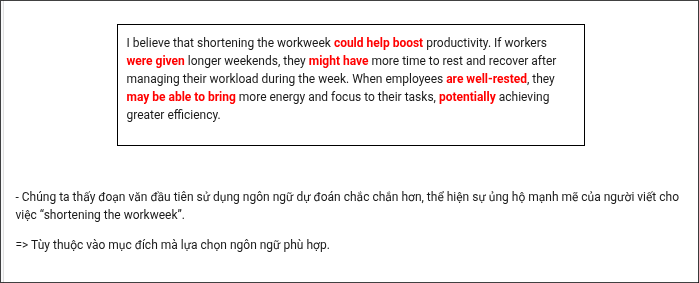 I believe that shortening the workweek could help boost productivity. If workers
were given longer weekends, they might have more time to rest and recover after
managing their workload during the week. When employees are well-rested, they
may be able to bring more energy and focus to their tasks, potentially achieving
greater efficiency.
- Chúng ta thấy đoạn văn đầu tiên sử dụng ngôn ngữ dự đoán chắc chắn hơn, thể hiện sự ủng hộ mạnh mẽ của người viết cho
việc “shortening the workweek”.
=> Tùy thuộc vào mục đích mà lựa chọn ngôn ngữ phù hợp.